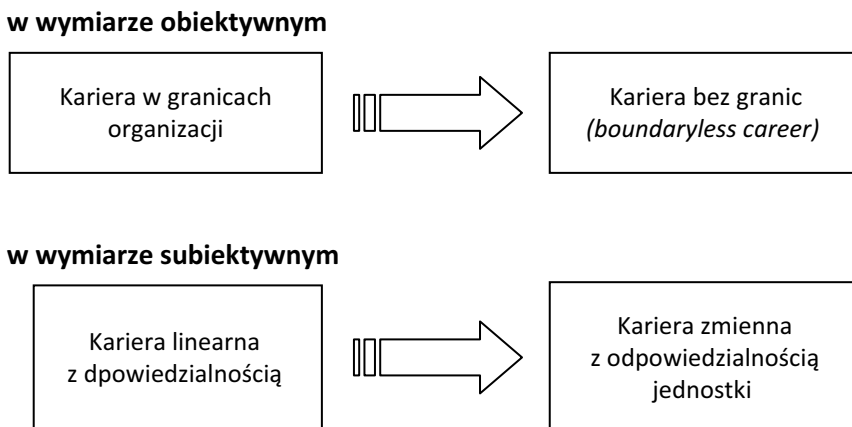 w wymiarze obiektywnym
Kariera w granicach
organizacji
Kariera bez granic
(boundaryless career)
w wymiarze subiektywnym
Kariera linearna
z dpowiedzialnością
Kariera zmienna
z odpowiedzialnością
jednostki